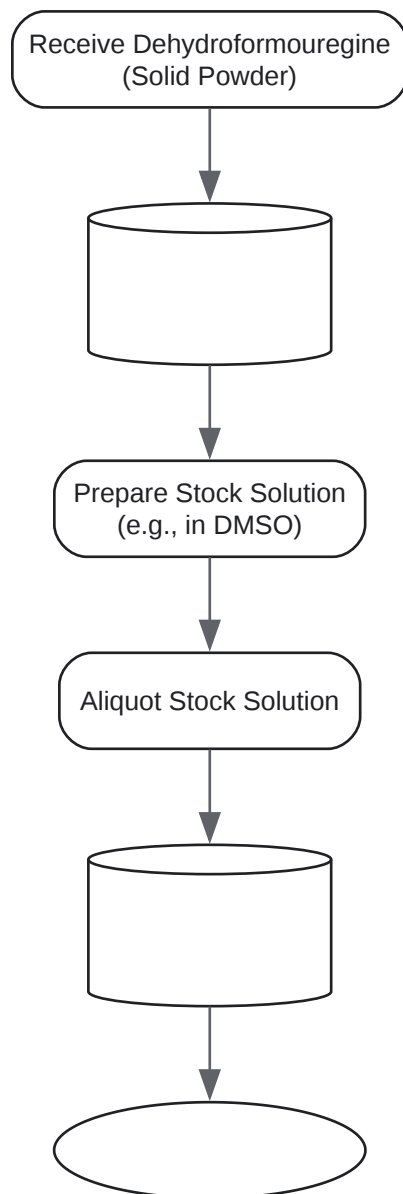 Receive Dehydroformouregine
(Solid Powder)
Prepare Stock Solution
(e.g., in DMSO)
Aliquot Stock Solution